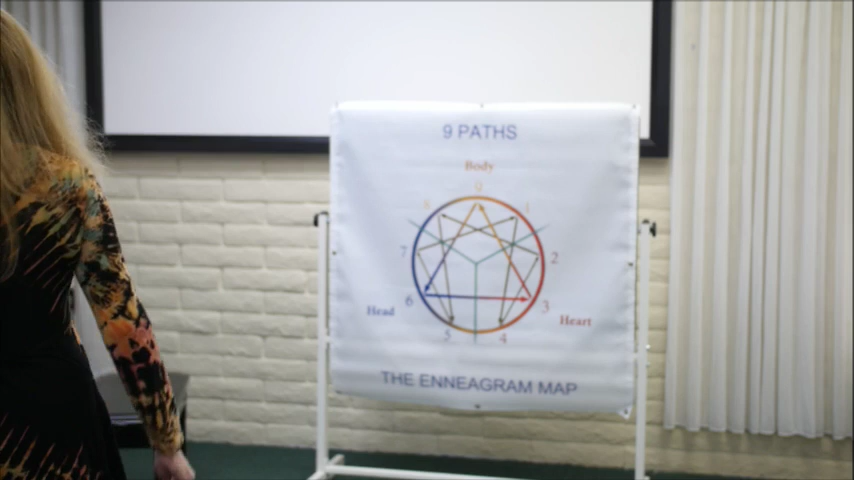 9 PATHS
Body
9
8 1
7 2
6 3
Head Heart
5 4
THE ENNEAGRAM MAP